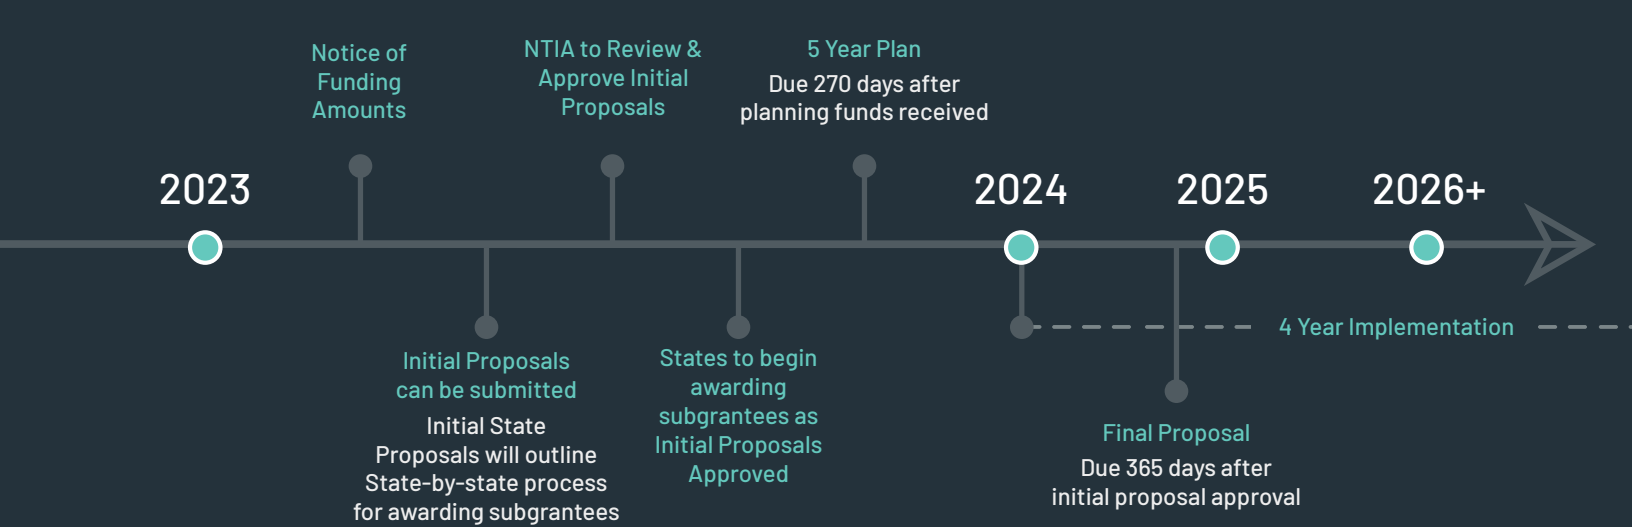 Notice of
Funding
Amounts
NTIA to Review &
Approve Initial
Proposals
5 Year Plan
Due 270 days after
planning funds received
2023
2024
2025
2026+
4 Year Implementation
Initial Proposals
can be submitted
Initial State
Proposals will outline
State-by-state process
for awarding subgrantees
States to begin
awarding
subgrantees as
Initial Proposals
Approved
Final Proposal
Due 365 days after
initial proposal approval